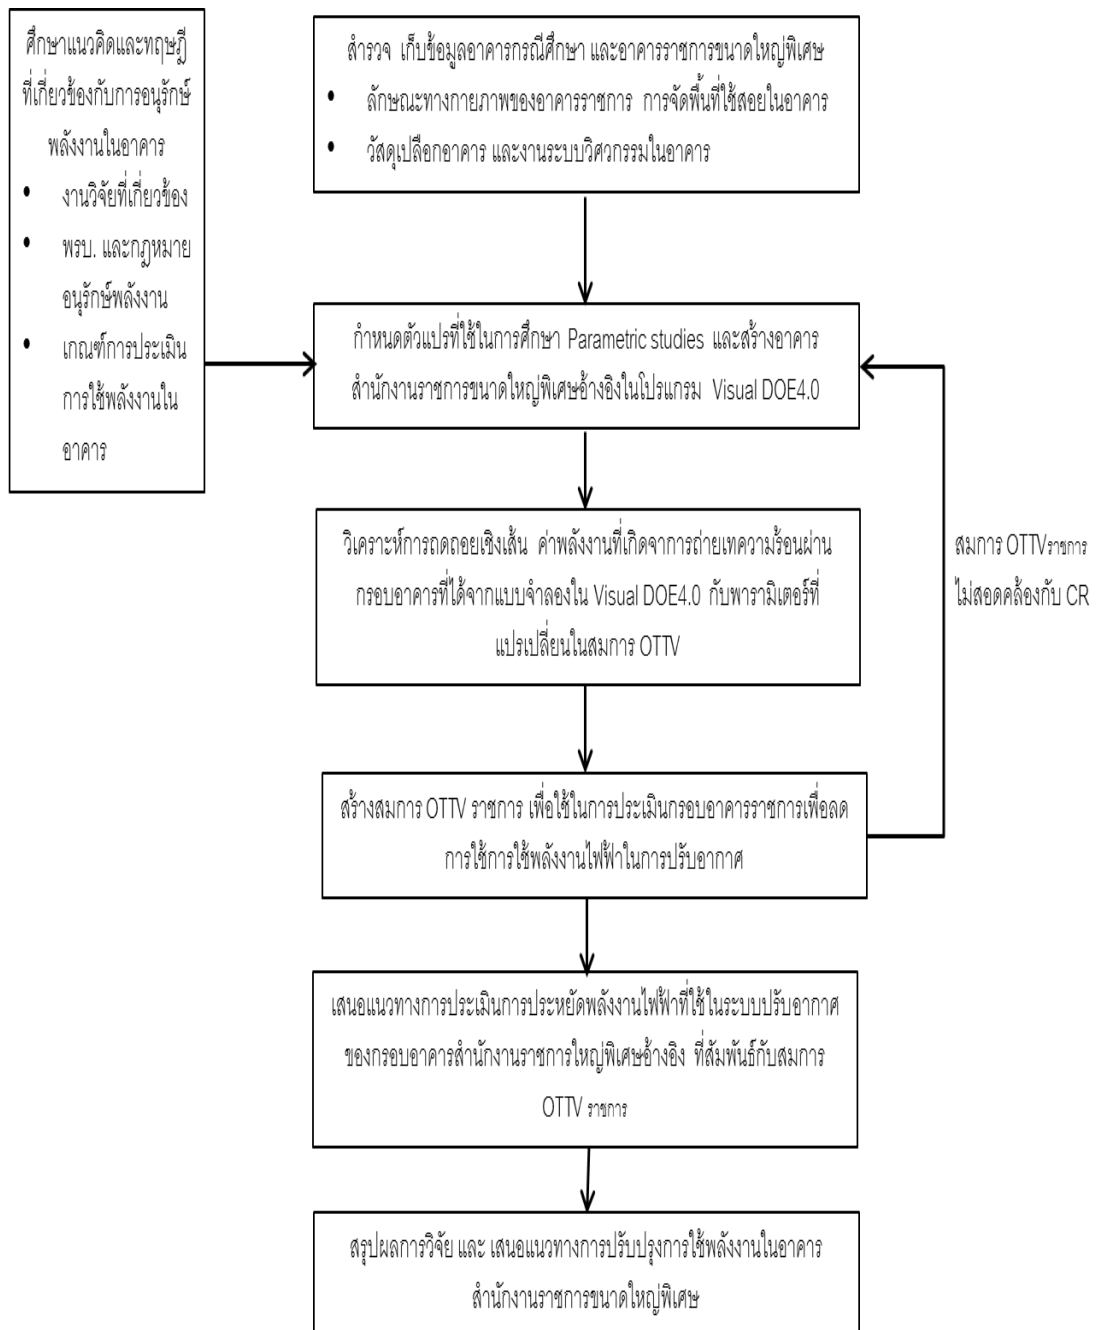 ศึกษาแนวคิดและทฤษฎี
ที่เกี่ยวข้องกับการอนุรักษ์
พลังงานในอาคาร
• งานวิจัยที่เกี่ยวข้อง
• พรบ. และกฎหมาย
อนุรักษ์พลังงาน
• เกณฑ์การประเมิน
การใช้พลังงานใน
อาคาร
สำรวจ เก็บข้อมูลอาคารกรณีศึกษา และอาคารราชการขนาดใหญ่พิเศษ
• ลักษณะทางกายภาพของอาคารราชการ การจัดพื้นที่ใช้สอยในอาคาร
• วัสดุเปลือกอาคาร และงานระบบวิศวกรรมในอาคาร
กำหนดตัวแปรที่ใช้ในการศึกษา Parametric studies และสร้างอาคาร
สำนักงานราชการขนาดใหญ่พิเศษอ้างอิงในโปรแกรม Visual DOE4.0
วิเคราะห์การถดถอยเชิงเส้น ค่าพลังงานที่เกิดจาการถ่ายเทความร้อนผ่าน
กรอบอาคารที่ได้จากแบบจำลองใน Visual DOE4.0 กับพารามิเตอร์ที่
แปรเปลี่ยนในสมการ OTTV
สมการ OTTVราชการ
ไม่สอดคล้องกับ CR
สร้างสมการ OTTV ราชการ เพื่อใช้ในการประเมินกรอบอาคารราชการเพื่อลด
การใช้การใช้พลังงานไฟฟ้าในการปรับอากาศ
เสนอแนวทางการประเมินการประหยัดพลังงานไฟฟ้าที่ใช้ในระบบปรับอากาศ
ของกรอบอาคารสำนักงานราชการใหญ่พิเศษอ้างอิง ที่สัมพันธ์กับสมการ
OTTV ราชการ
สรุปผลการวิจัย และ เสนอแนวทางการปรับปรุงการใช้พลังงานในอาคาร
สำนักงานราชการขนาดใหญ่พิเศษ